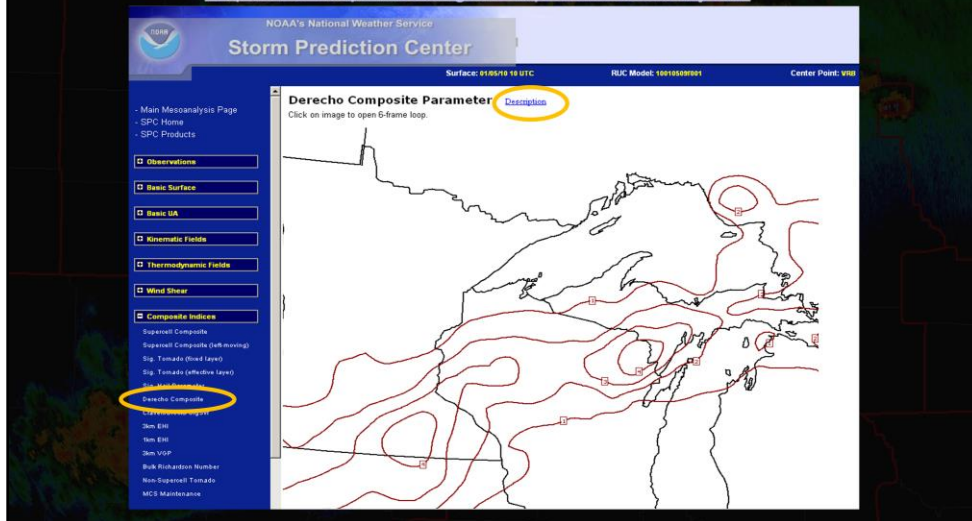 NOAA
NOAA's National Weather Service
Storm Prediction Center
Surface: 01/05/10 10 UTC
RUC Model: 10010509f001
Center Point:
Derecho Composite Parameter
Description
Click on image to open 6-frame loop.
- Main Mesoanalysis Page
- SPC Home
- SPC Products
Observations
Basic Surface
Basic UA
Kinematic Fields
Thermodynamic Fields
Wind Shear
Composite Indices
Supercell Composite
Supercell Composite (left-moving)
Sig. Tornado (fixed layer)
Sig. Tornado (effective layer)
Derecho Composite
3km EHI
1km EHI
3km VGP
Bulk Richardson Number
Non-Supercell Tornado
MCS Maintenance